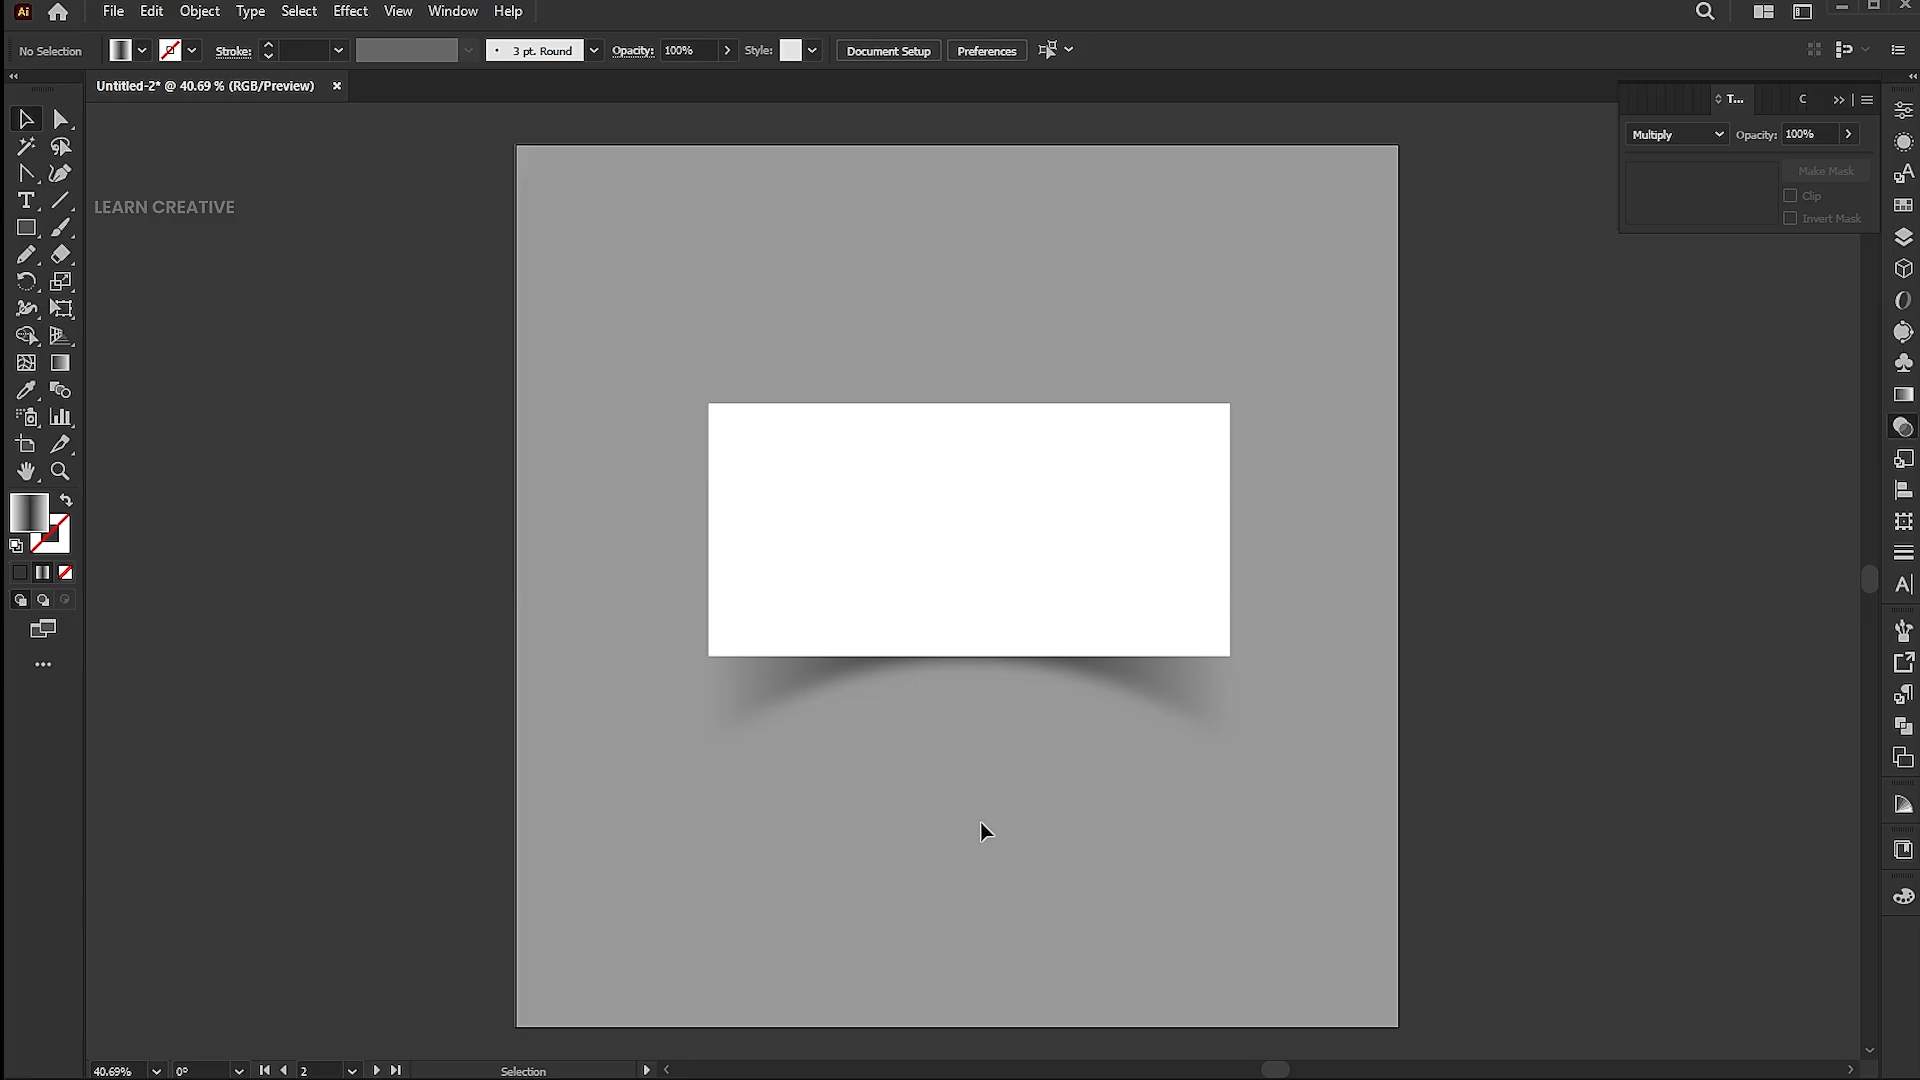 Ai File Edit Object Type Select Effect View Window Help
No Selection Stroke: 3 pt. Round Opacity: 100% Style: Document Setup Preferences
Untitled-2* @ 40.69 % (RGB/Preview) ×
T... C
Multiply Opacity: 100%
Make Mask
Clip
Invert Mask
LEARN CREATIVE
40.69% 0° 2 Selection